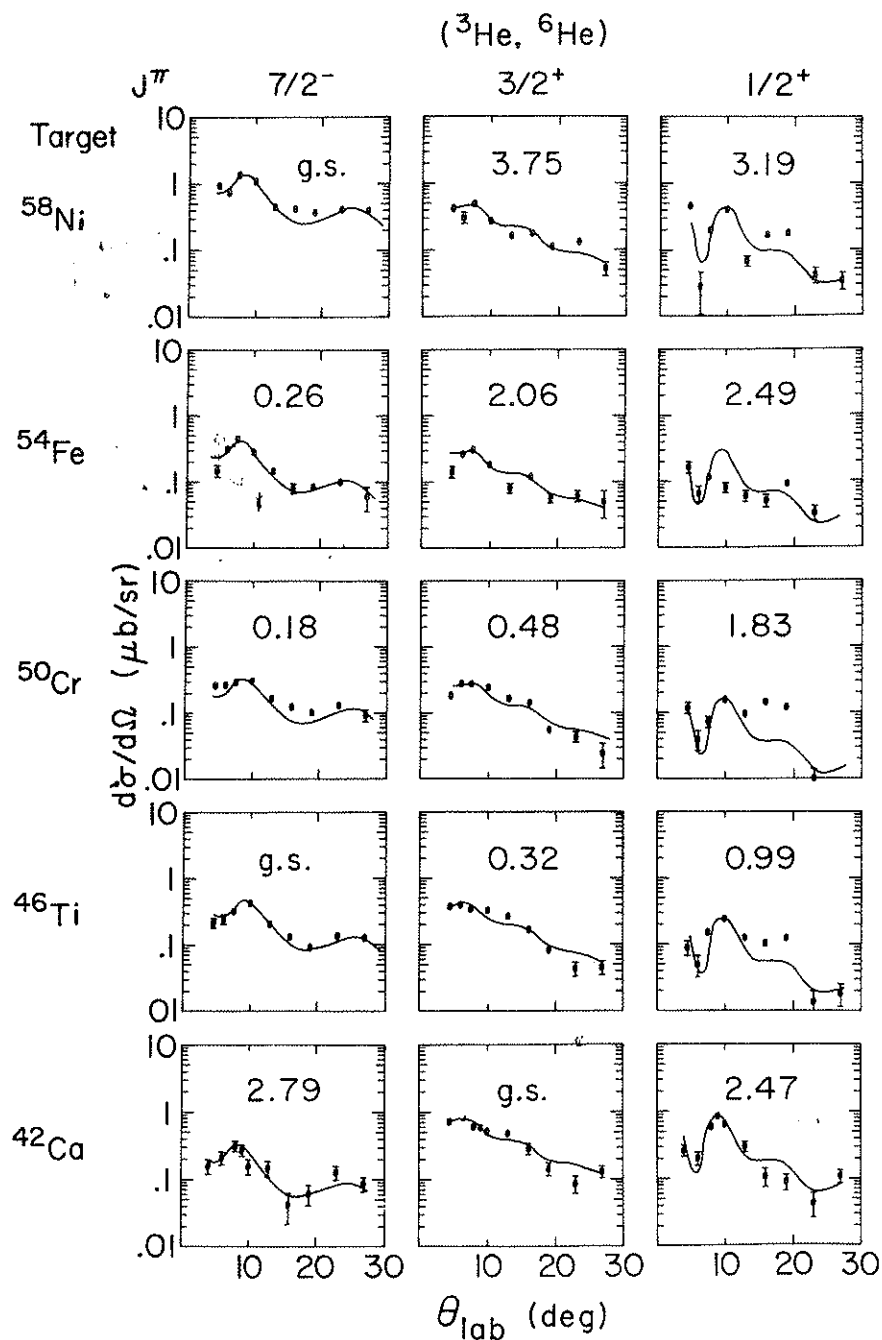 (³He, ⁶He)
J^π 7/2⁻ 3/2⁺ 1/2⁺
Target
10
1
.1
.01
⁵⁸Ni
g.s. 3.75 3.19
10
1
.1
.01
⁵⁴Fe
0.26 2.06 2.49
10
1
.1
.01
⁵⁰Cr
0.18 0.48 1.83
10
1
.1
.01
⁴⁶Ti
g.s. 0.32 0.99
10
1
.1
.01
⁴²Ca
2.79 g.s. 2.47
dσ/dΩ (μb/sr)
10 20 30 10 20 30 10 20 30
θ_lab (deg)